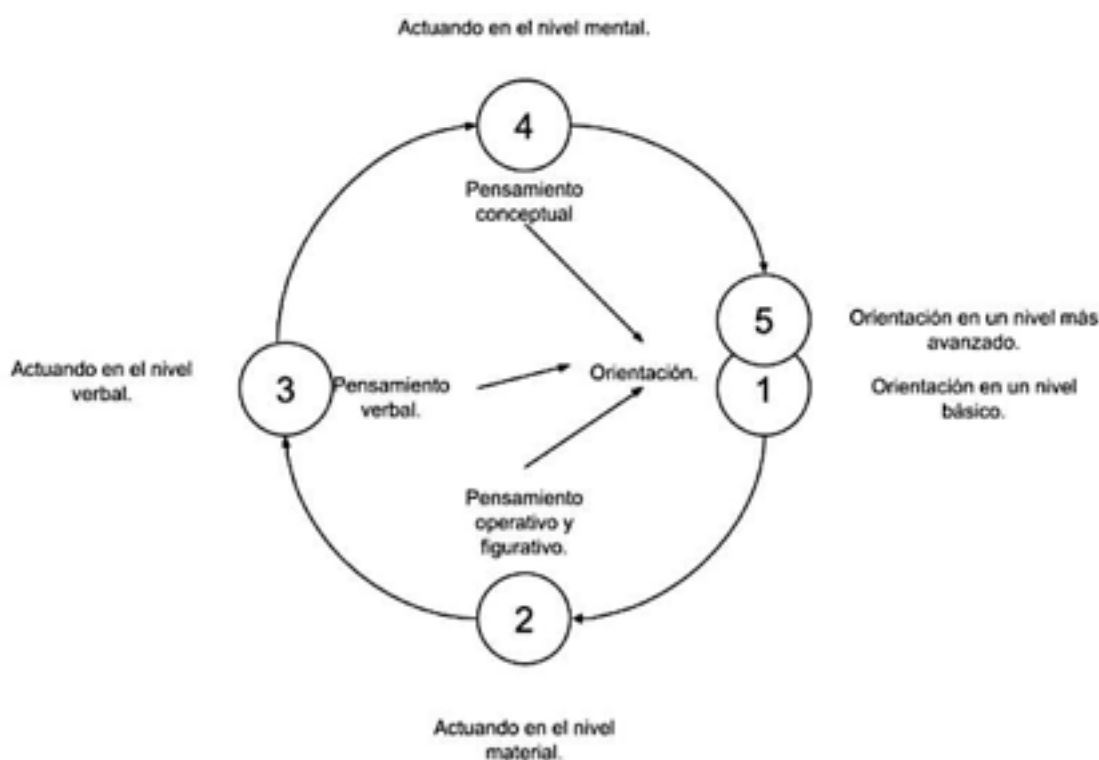 Actuando en el nivel mental.
4
Pensamiento
conceptual
5
Orientación en un nivel más
avanzado.
Actuando en el nivel
verbal.
3
Pensamiento
verbal.
Orientación.
1
Orientación en un nivel
básico.
Pensamiento
operativo y
figurativo.
2
Actuando en el nivel
material.